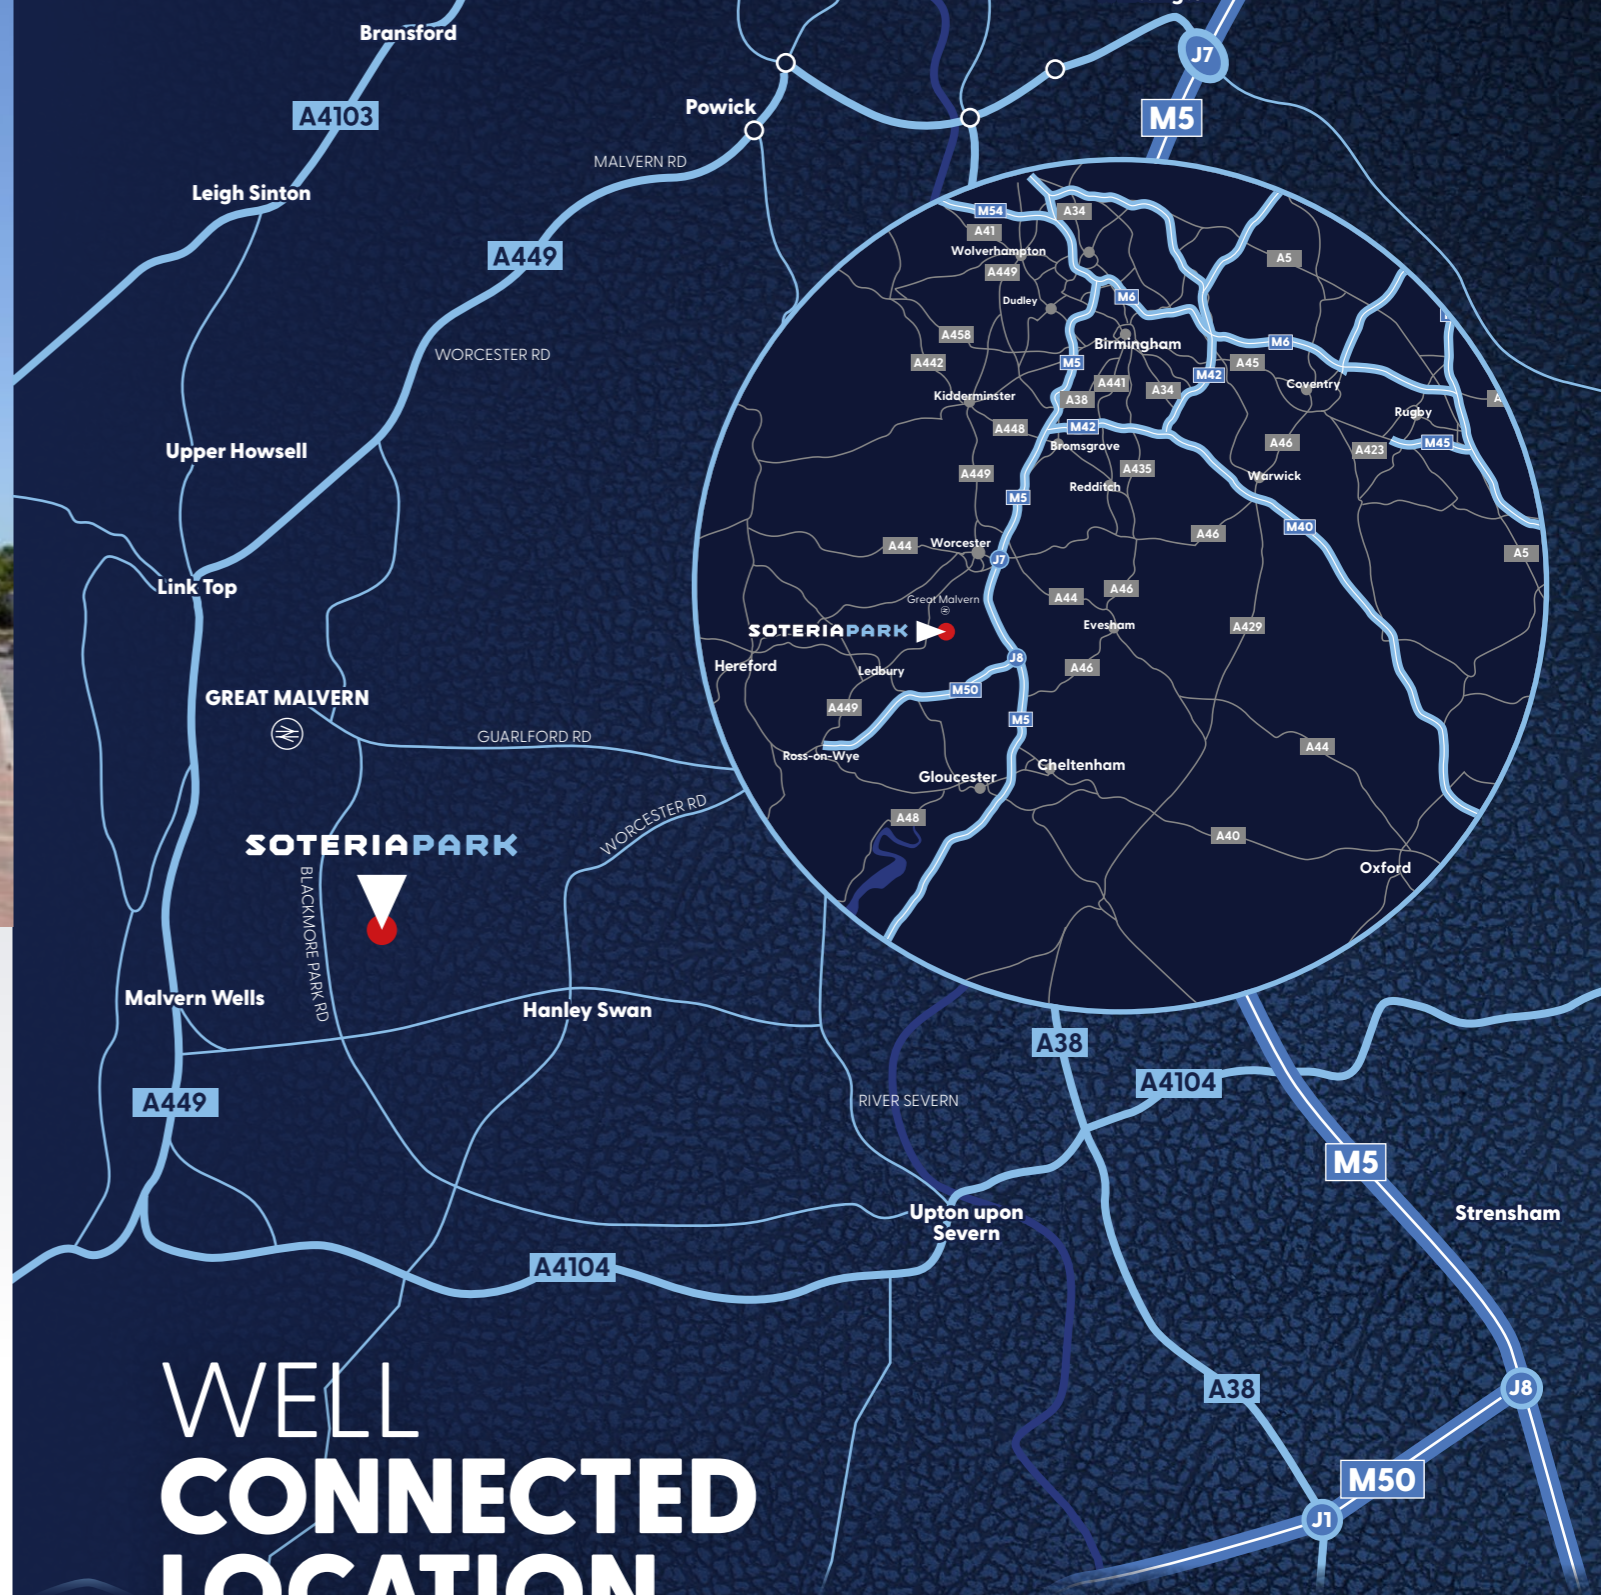 Bransford
J7
A4103
Powick
M5
MALVERN RD
Leigh Sinton
A449
WORCESTER RD
Upper Howsell
Link Top
GREAT MALVERN
GUARLFORD RD
WORCESTER RD
SOTERIAPARK
BLACKMORE PARK RD
Malvern Wells
Hanley Swan
A449
A38
A4104
RIVER SEVERN
M5
Upton upon
Severn
Strensham
A4104
A38
J8
M50
J1
M54
A34
A41
Wolverhampton
A5
A449
Dudley
M6
A458
Birmingham
M6
A442
M5
A45
M42
Coventry
A441
A34
Kidderminster
A38
A
Rugby
A448
M42
Bromsgrove
A46
A423
M45
A449
A435
Redditch
Warwick
M5
M40
A46
A44
Worcester
A5
J7
A46
A44
Great Malvern
Evesham
A429
SOTERIAPARK
J8
Hereford
Ledbury
A46
M50
A449
M5
A44
Ross-on-Wye
Cheltenham
Gloucester
A48
A40
Oxford
WELL
CONNECTED
LOCATION